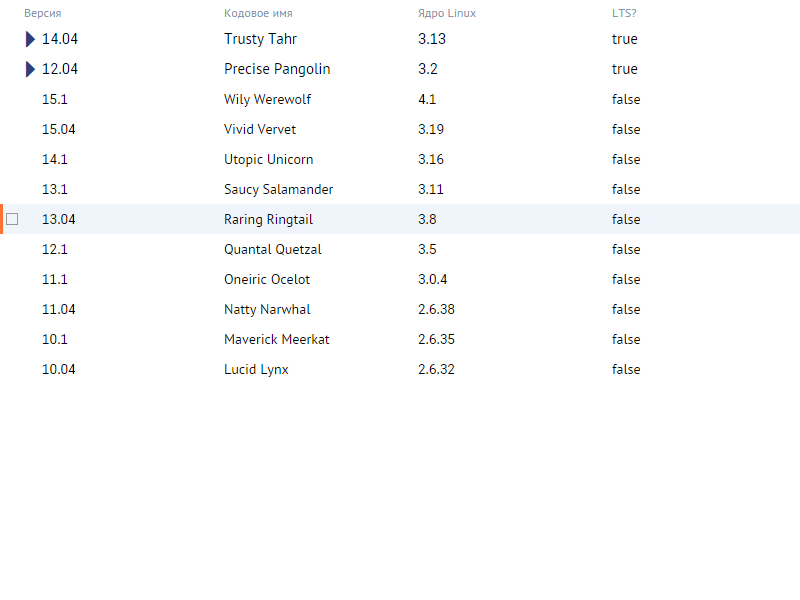 Версия Кодовое имя Ядро Linux LTS?
14.04 Trusty Tahr 3.13 true
12.04 Precise Pangolin 3.2 true
15.1 Wily Werewolf 4.1 false
15.04 Vivid Vervet 3.19 false
14.1 Utopic Unicorn 3.16 false
13.1 Saucy Salamander 3.11 false
13.04 Raring Ringtail 3.8 false
12.1 Quantal Quetzal 3.5 false
11.1 Oneiric Ocelot 3.0.4 false
11.04 Natty Narwhal 2.6.38 false
10.1 Maverick Meerkat 2.6.35 false
10.04 Lucid Lynx 2.6.32 false